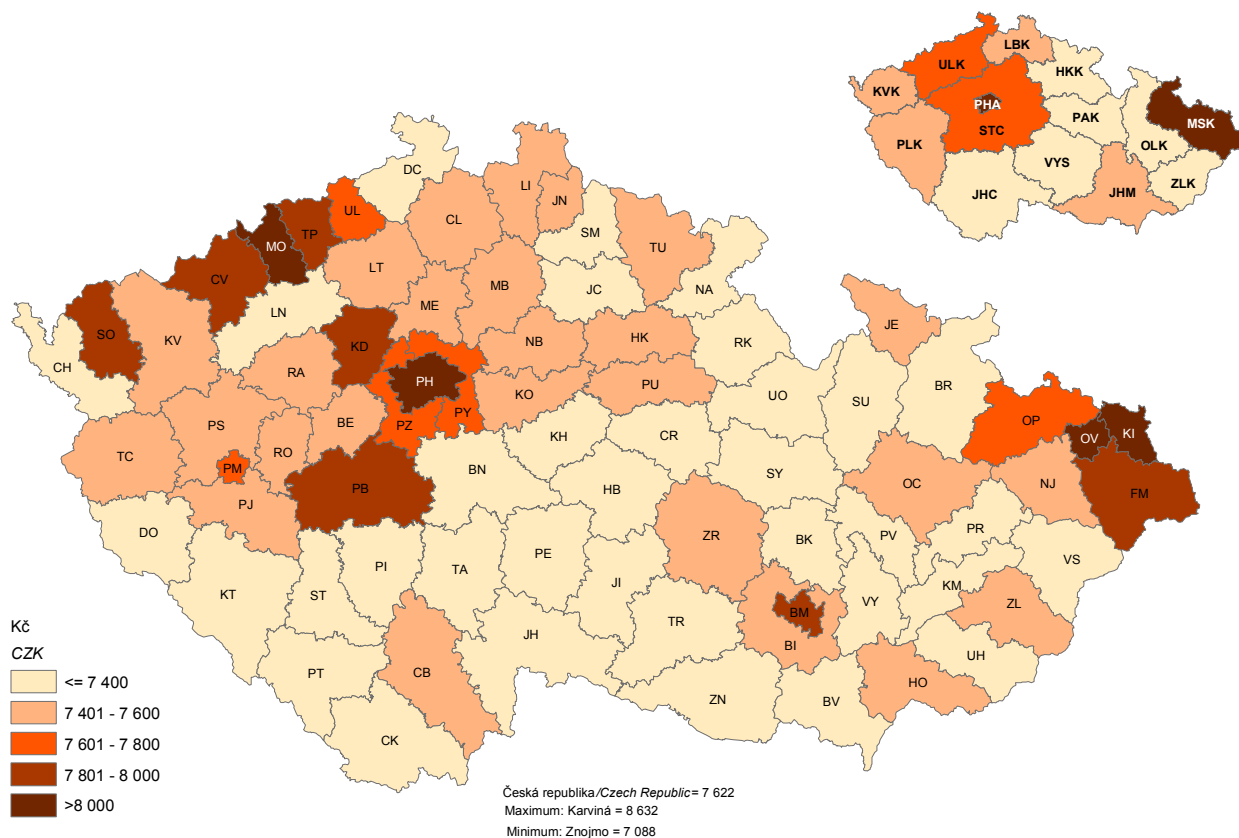 LBK
ULK
HKK
KVK
PHA
PAK
MSK
STC
OLK
PLK
VYS
ZLK
JHC
JHM
DC
LI
JN
UL
CL
SM
TP
MO
TU
CV
LT
MB
JC
NA
ME
LN
SO
KV
KD
NB
HK
JE
RK
CH
RA
PH
KO
PU
BR
SU
UO
PS
BE
PZ
PY
OP
KI
OV
KH
CR
TC
RO
PM
BN
SY
OC
NJ
FM
PB
HB
PJ
DO
ZR
BK
PV
PR
VS
PI
TA
PE
JI
KM
KT
ST
BM
VY
ZL
TR
BI
JH
UH
PT
CB
HO
ZN
BV
CK
Kč
CZK
<= 7 400
7 401 - 7 600
7 601 - 7 800
7 801 - 8 000
>8 000
Česká republika/Czech Republic= 7 622
Maximum: Karviná = 8 632
Minimum: Znojmo = 7 088